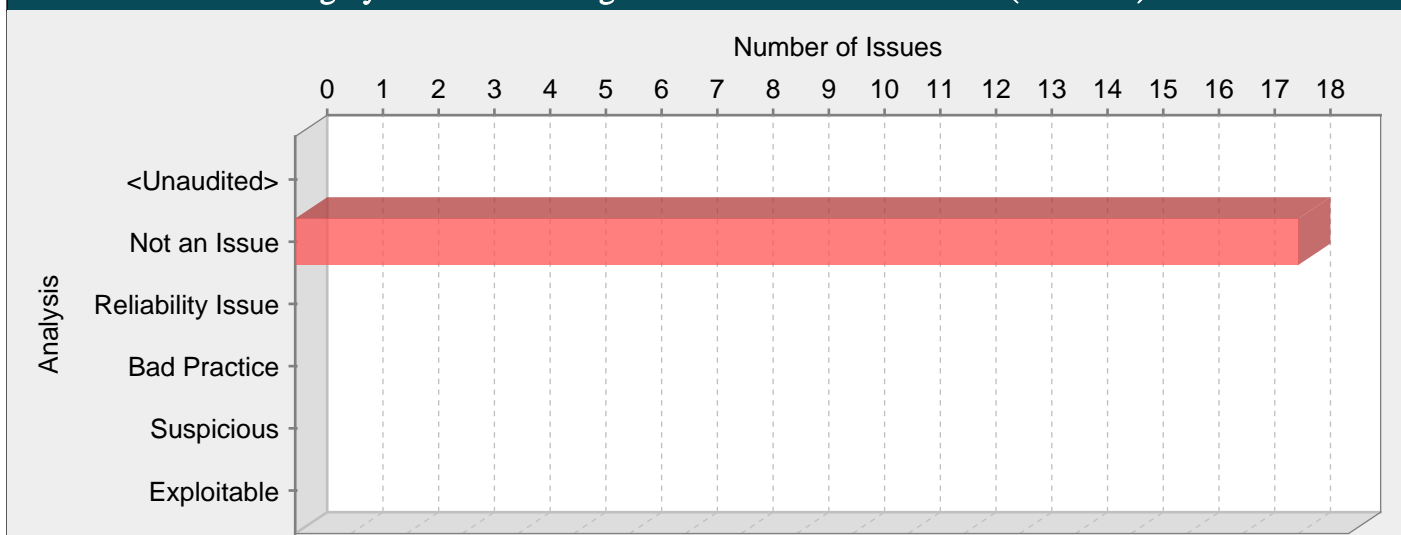 Number of Issues
0 1 2 3 4 5 6 7 8 9 10 11 12 13 14 15 16 17 18
<Unaudited>
Not an Issue
Reliability Issue
Bad Practice
Suspicious
Exploitable
Analysis